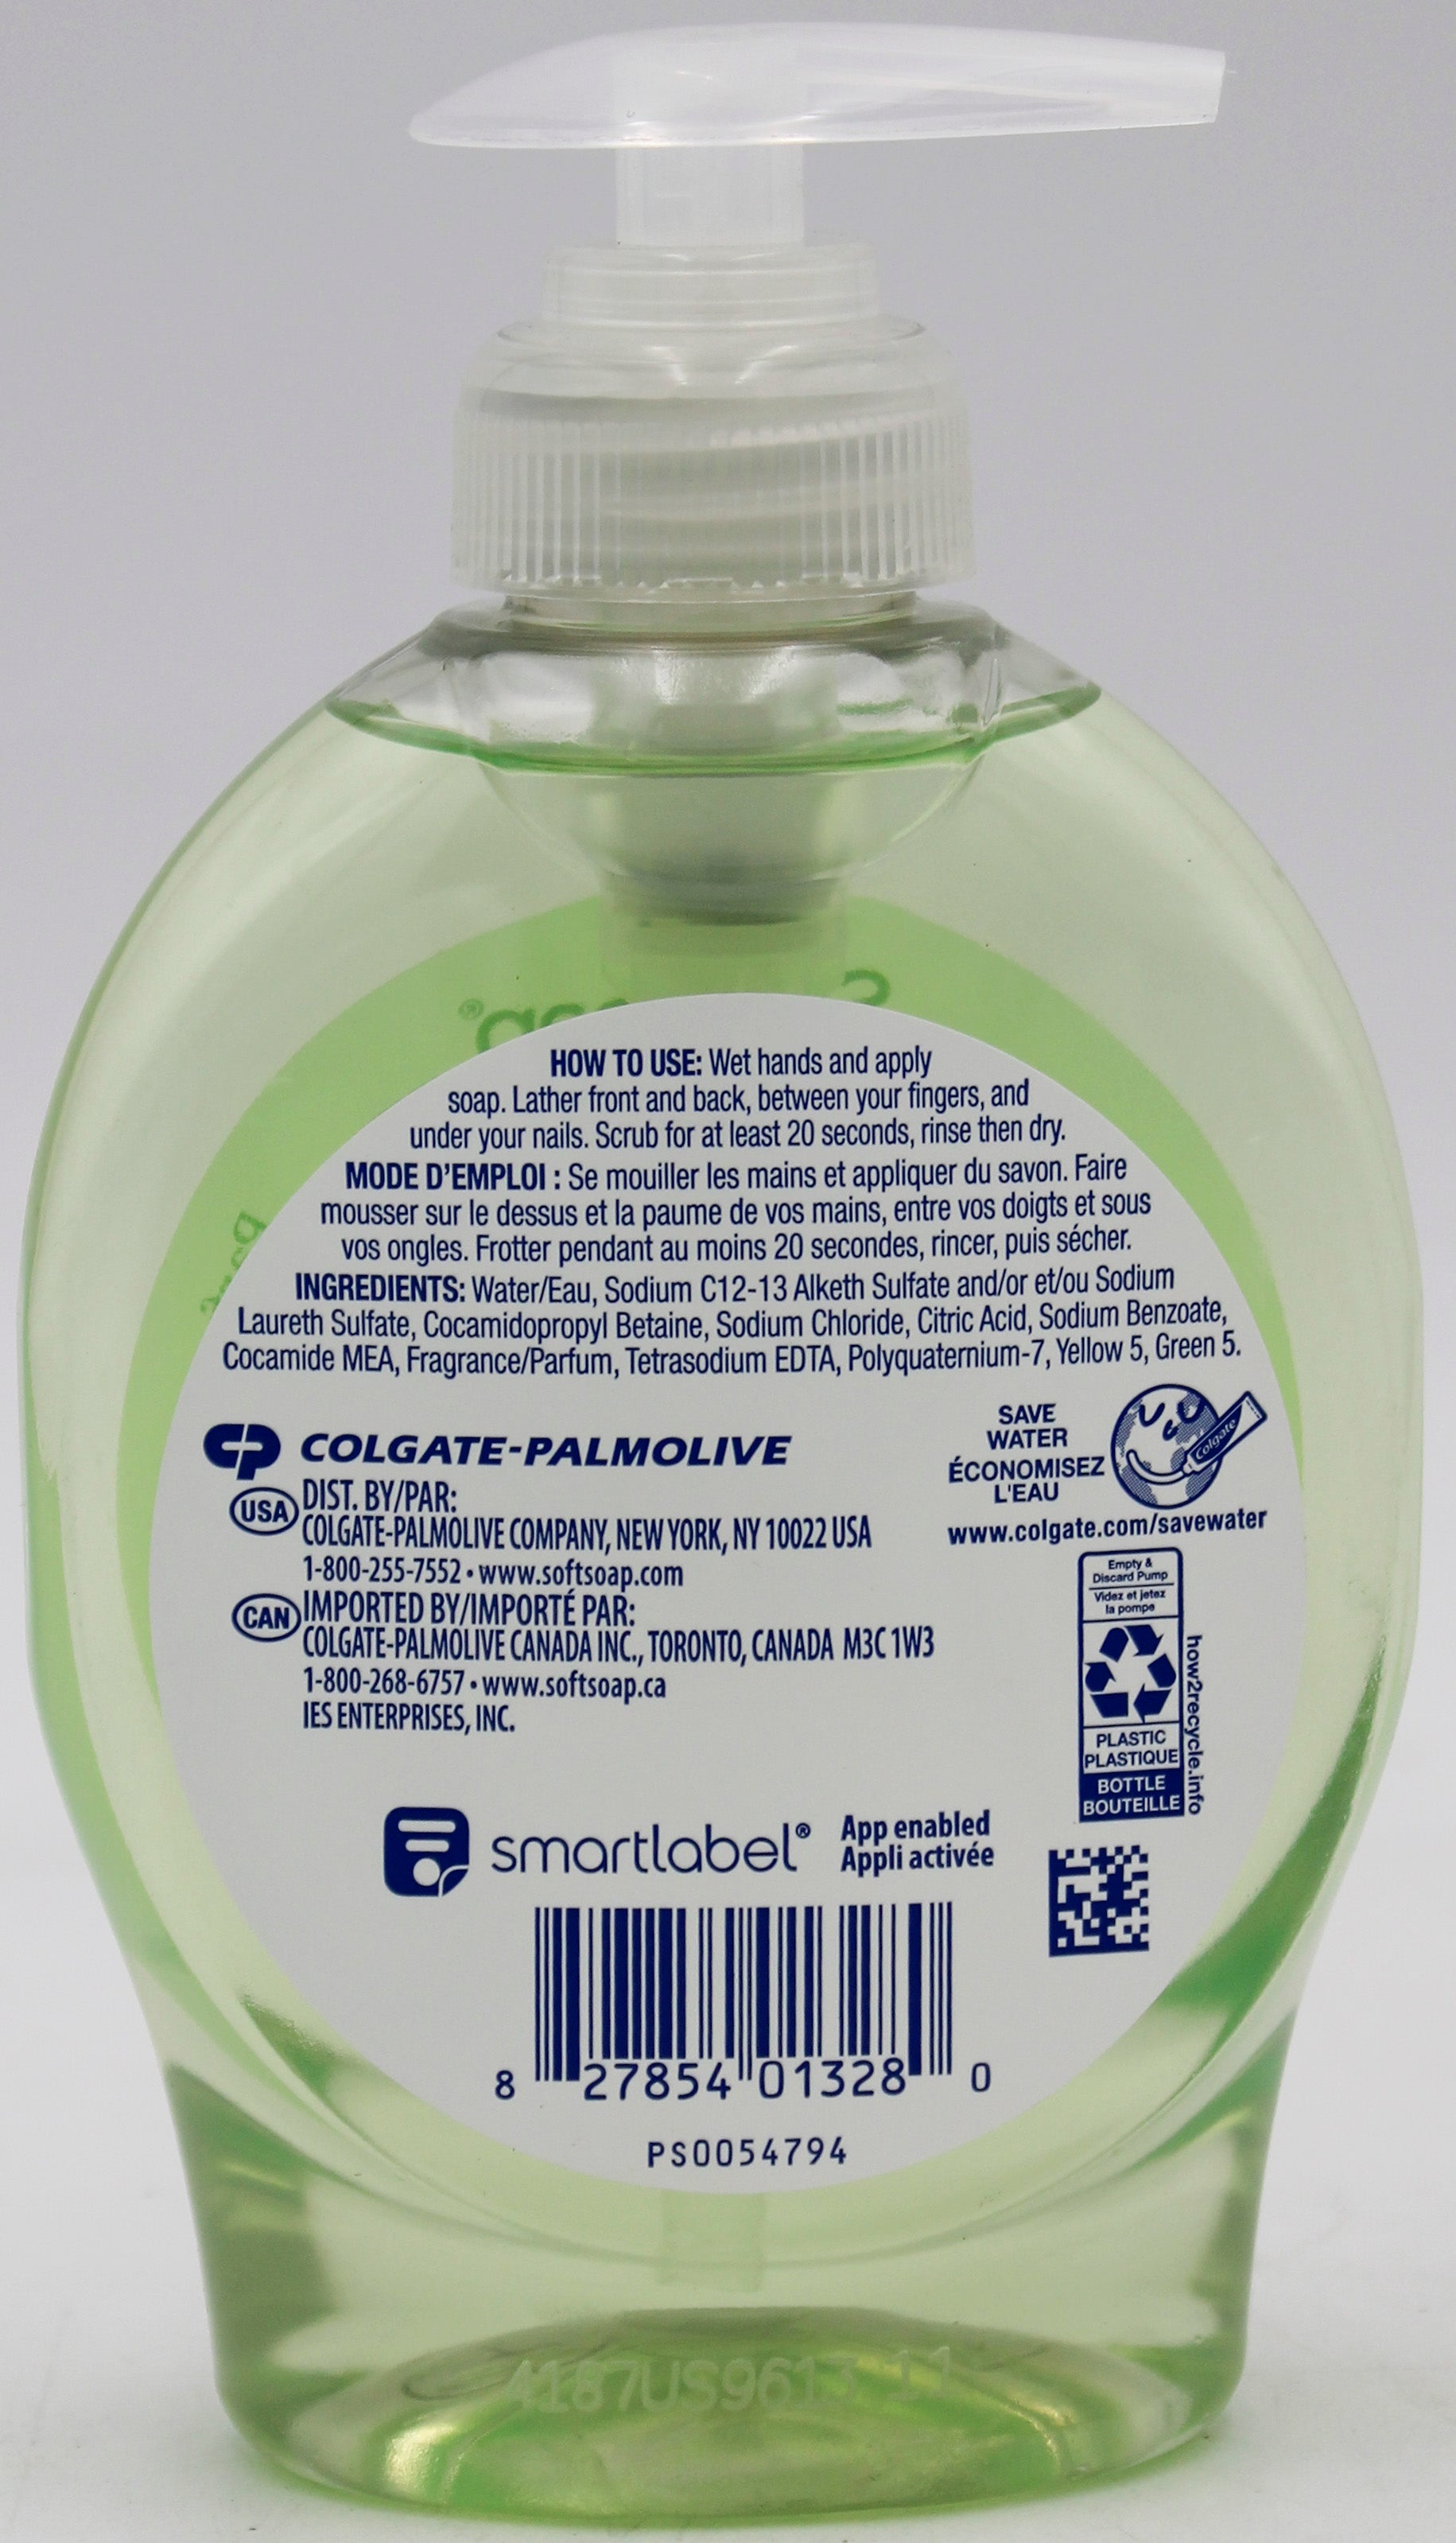 HOW TO USE: Wet hands and apply
soap. Lather front and back, between your fingers, and
under your nails. Scrub for at least 20 seconds, rinse then dry.
MODE D'EMPLOI : Se mouiller les mains et appliquer du savon. Faire
mousser sur le dessus et la paume de vos mains, entre vos doigts et sous
vos ongles. Frotter pendant au moins 20 secondes, rincer, puis sécher.
INGREDIENTS: Water/Eau, Sodium C12-13 Alketh Sulfate and/or et/ou Sodium
Laureth Sulfate, Cocamidopropyl Betaine, Sodium Chloride, Citric Acid, Sodium Benzoate,
Cocamide MEA, Fragrance/Parfum, Tetrasodium EDTA, Polyquaternium-7, Yellow 5, Green 5.
CP COLGATE-PALMOLIVE
USA DIST. BY/PAR:
COLGATE-PALMOLIVE COMPANY, NEW YORK, NY 10022 USA
1-800-255-7552 • www.softsoap.com
CAN IMPORTED BY/IMPORTÉ PAR:
COLGATE-PALMOLIVE CANADA INC., TORONTO, CANADA M3C 1W3
1-800-268-6757 • www.softsoap.ca
IES ENTERPRISES, INC.
SAVE
WATER
ÉCONOMISEZ
L'EAU
Colgate
www.colgate.com/savewater
Empty &
Discard Pump
Videz et jetez
la pompe
PLASTIC
PLASTIQUE
BOTTLE
BOUTEILLE
how2recycle.info
smartlabel®
App enabled
Appli activée
8 27854 01328 0
PS0054794
4187US9613 11